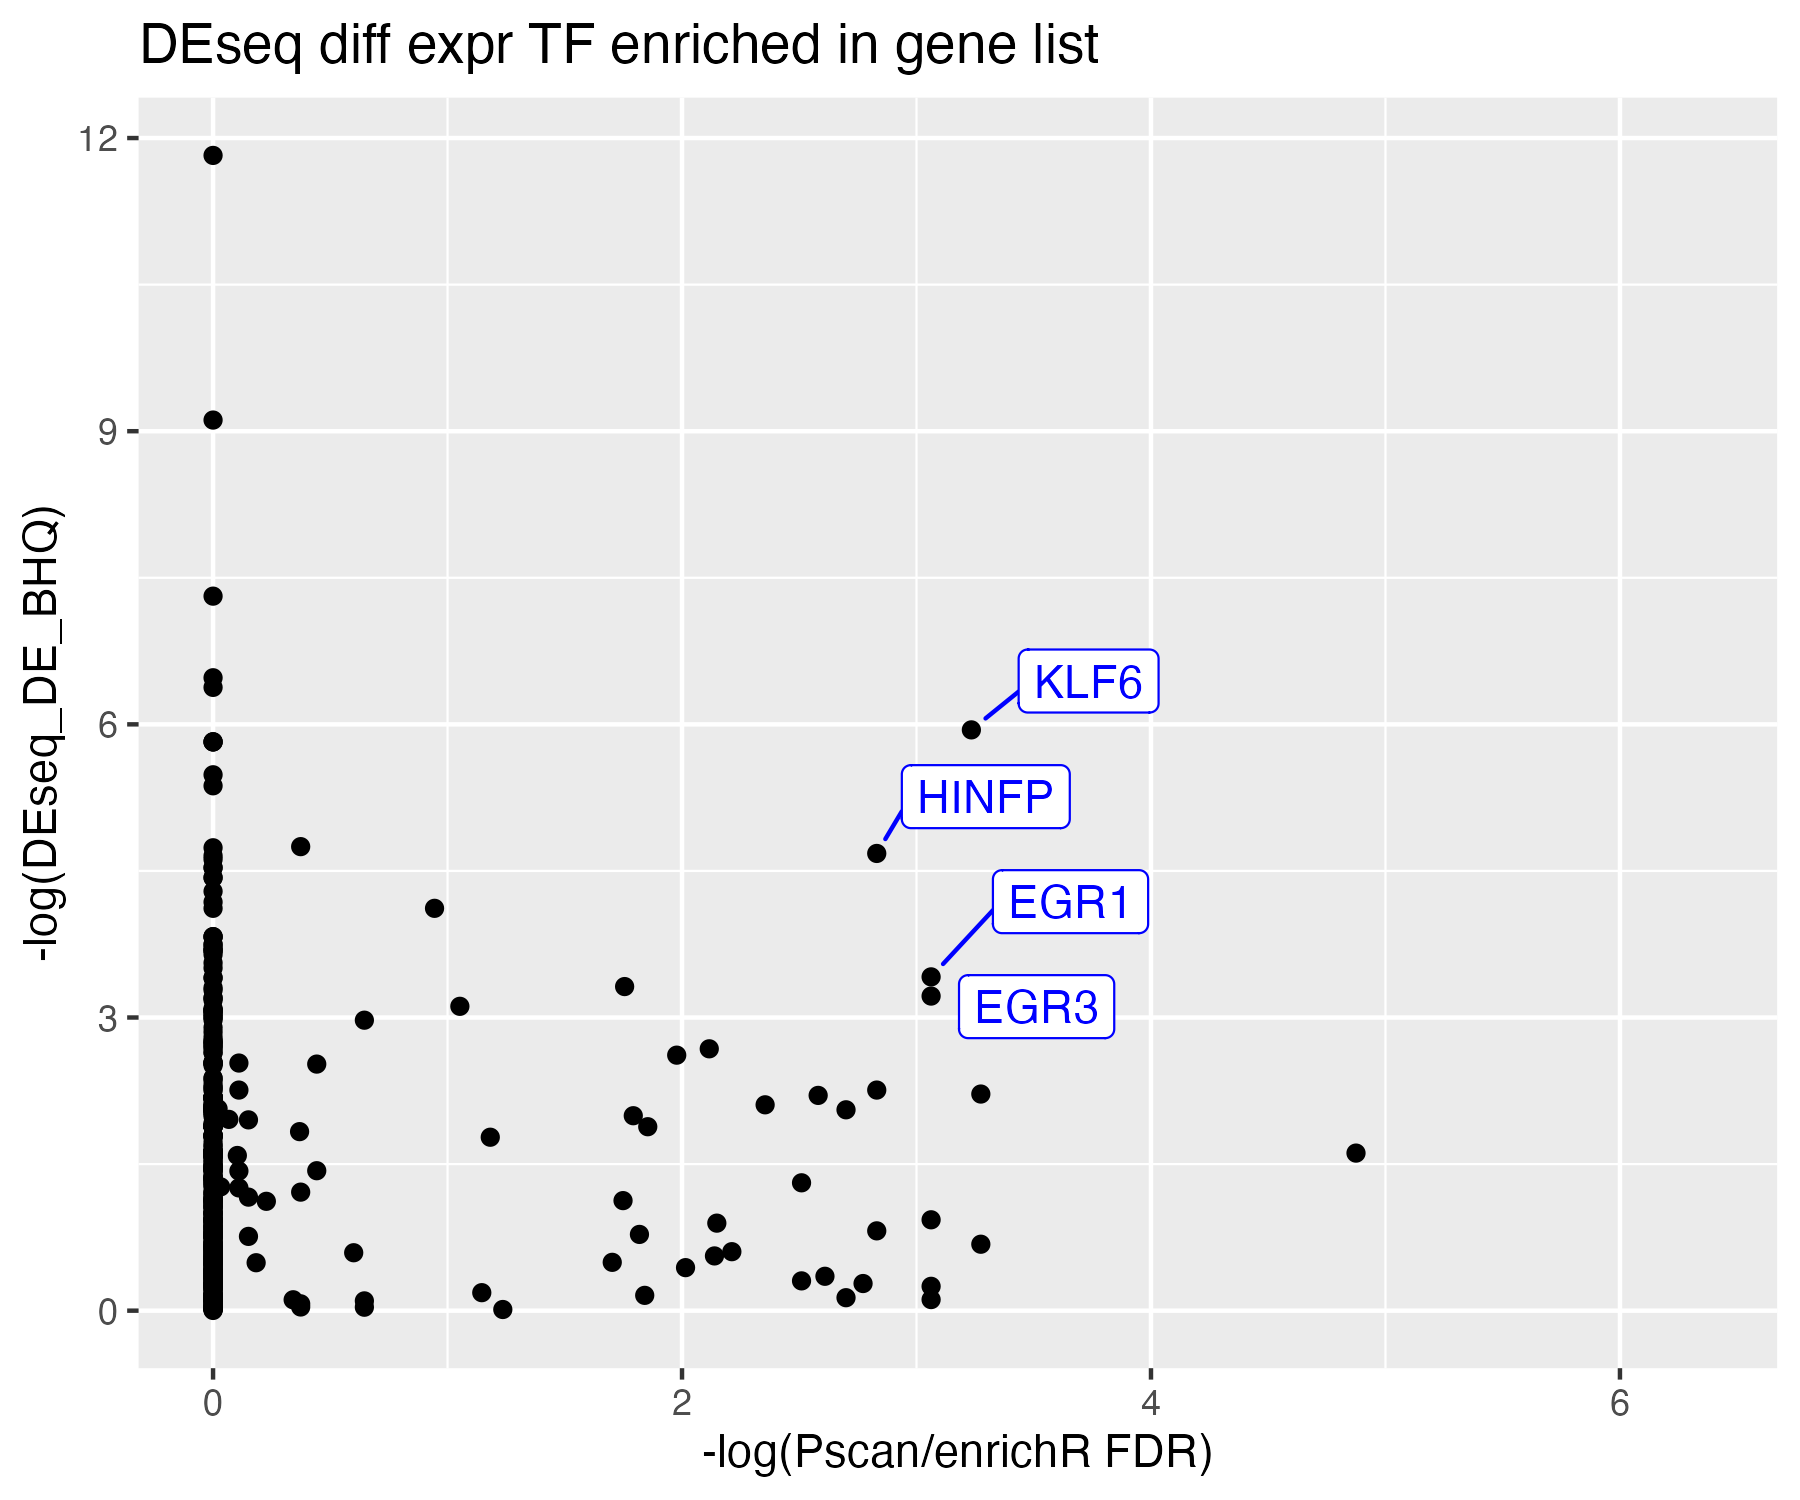 DEseq diff expr TF enriched in gene list
12
9
6
3
0
-log(DEseq_DE_BHQ)
KLF6
HINFP
EGR1
EGR3
0
2
4
6
-log(Pscan/enrichR FDR)